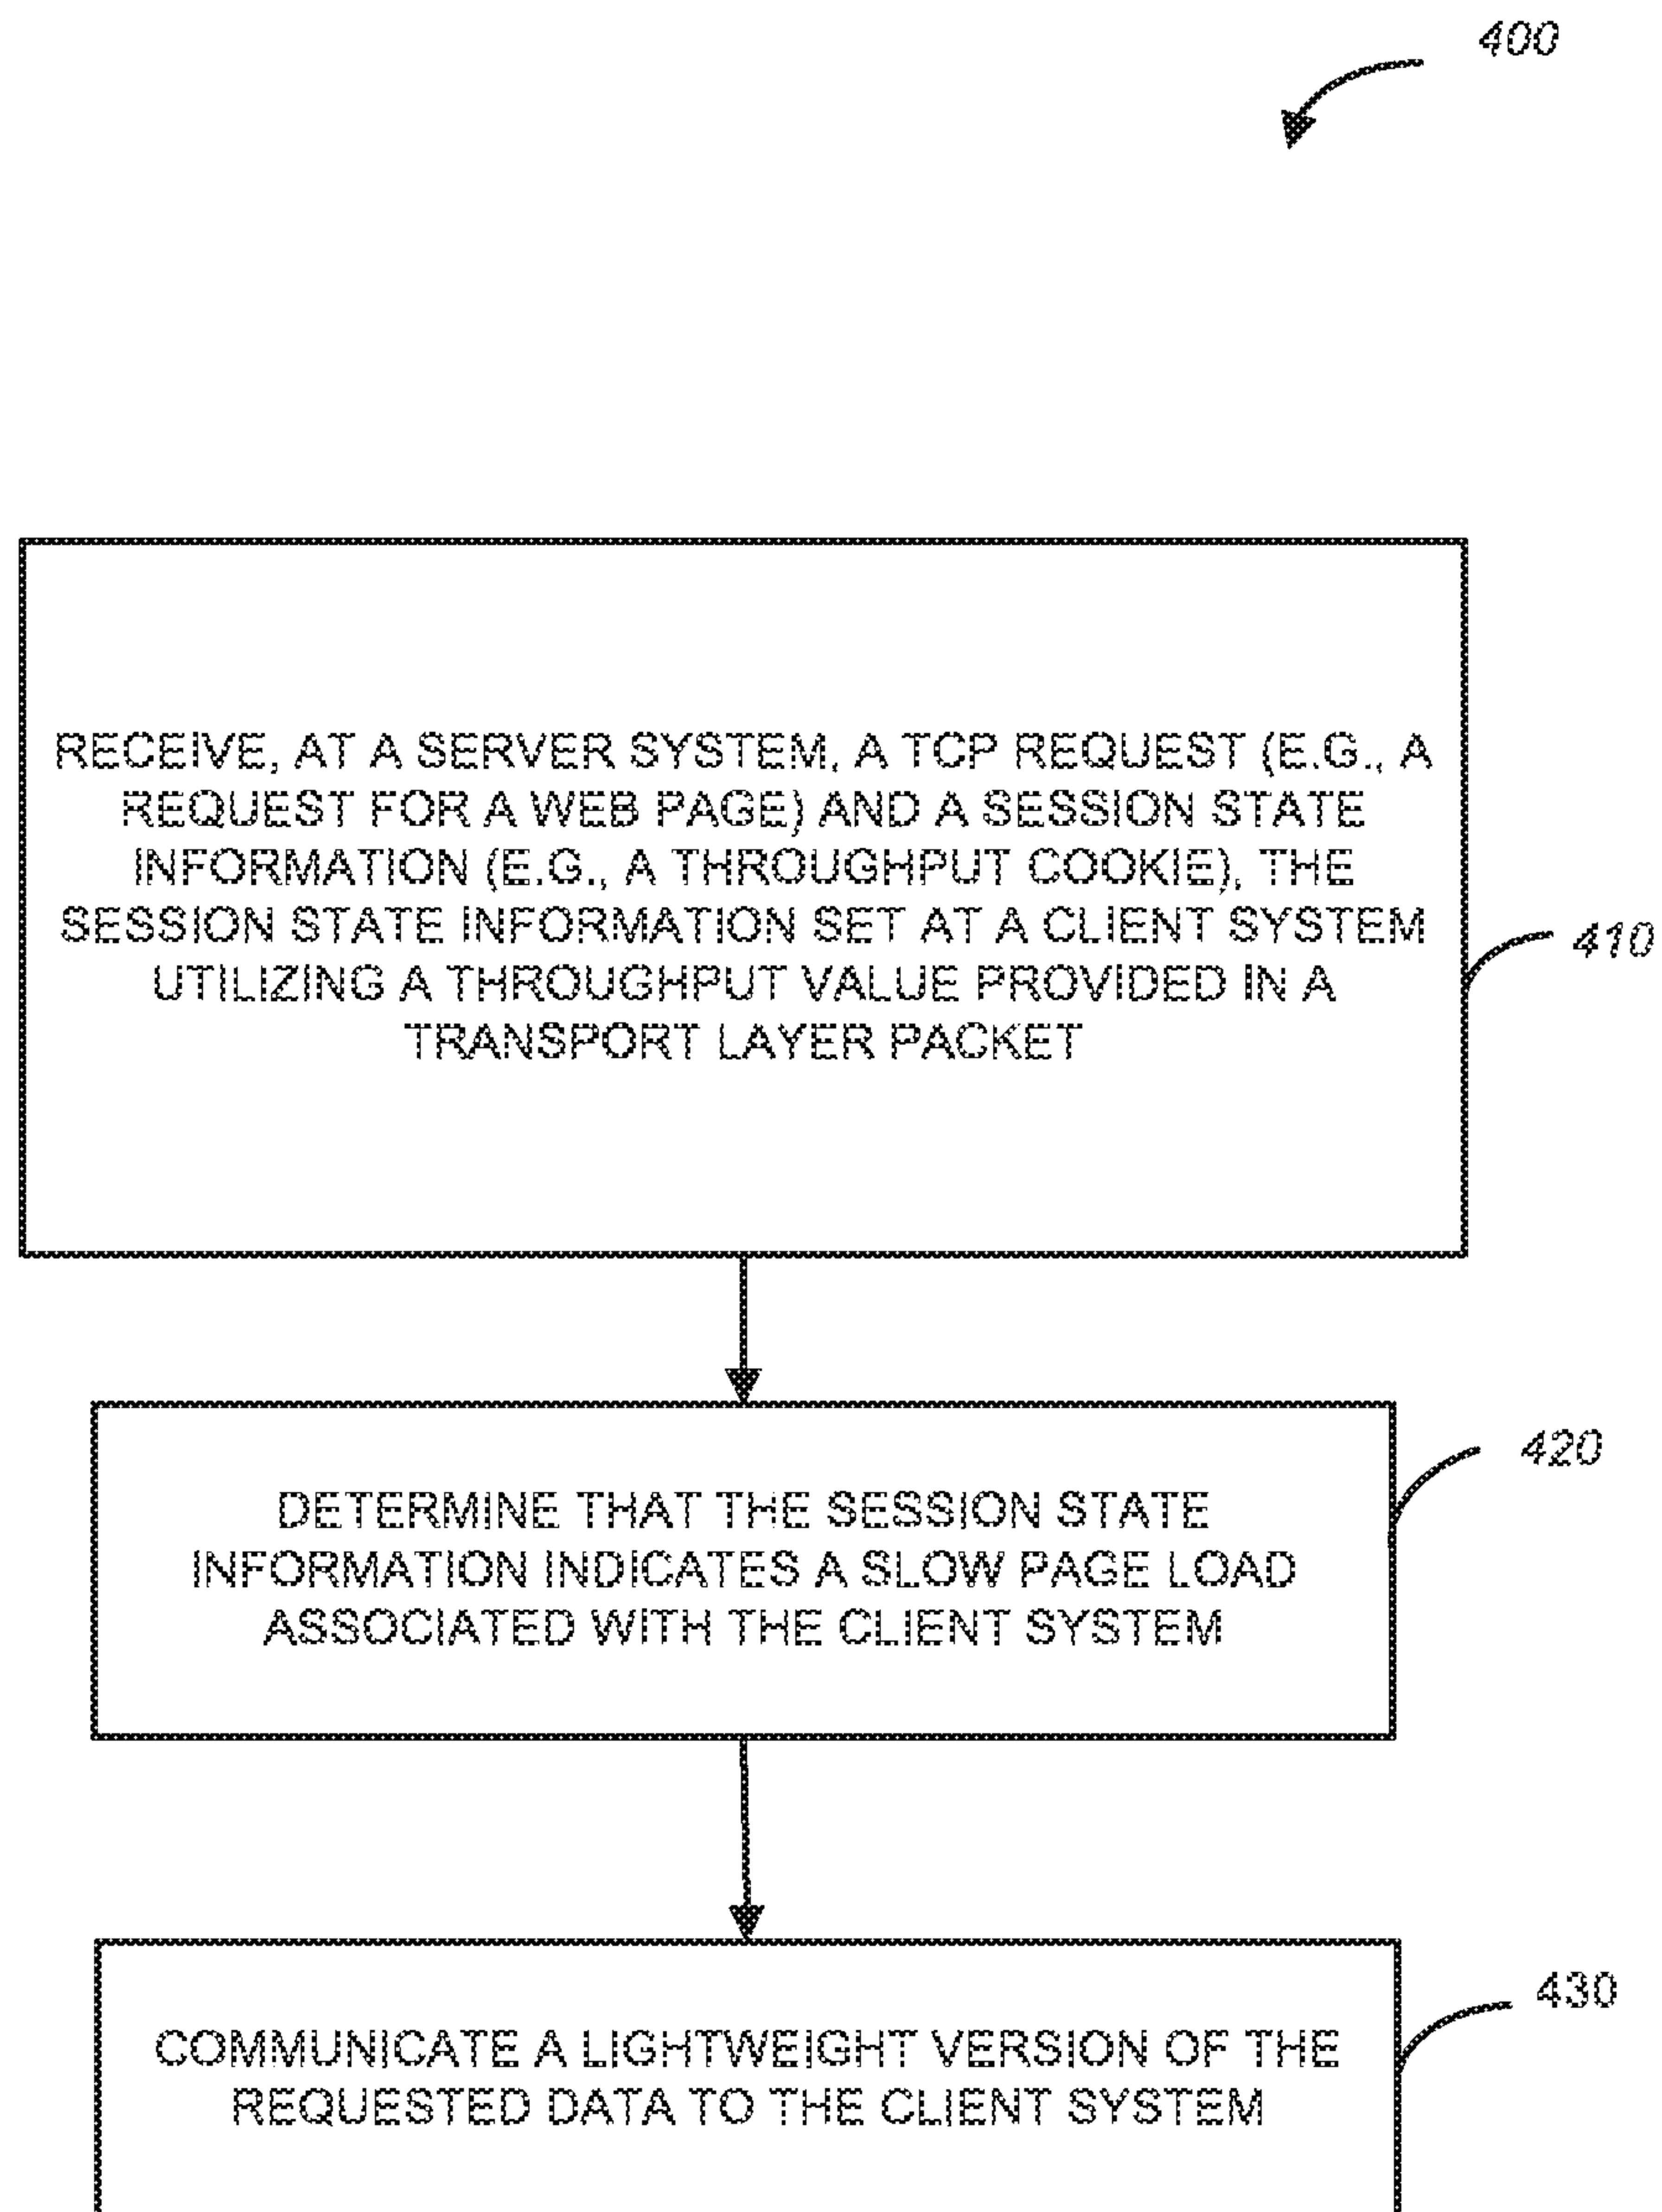 400
RECEIVE, AT A SERVER SYSTEM, A TCP REQUEST (E.G., A
REQUEST FOR A WEB PAGE) AND A SESSION STATE
INFORMATION (E.G., A THROUGHPUT COOKIE), THE
SESSION STATE INFORMATION SET AT A CLIENT SYSTEM
UTILIZING A THROUGHPUT VALUE PROVIDED IN A
TRANSPORT LAYER PACKET
410
DETERMINE THAT THE SESSION STATE
INFORMATION INDICATES A SLOW PAGE LOAD
ASSOCIATED WITH THE CLIENT SYSTEM
420
COMMUNICATE A LIGHTWEIGHT VERSION OF THE
REQUESTED DATA TO THE CLIENT SYSTEM
430